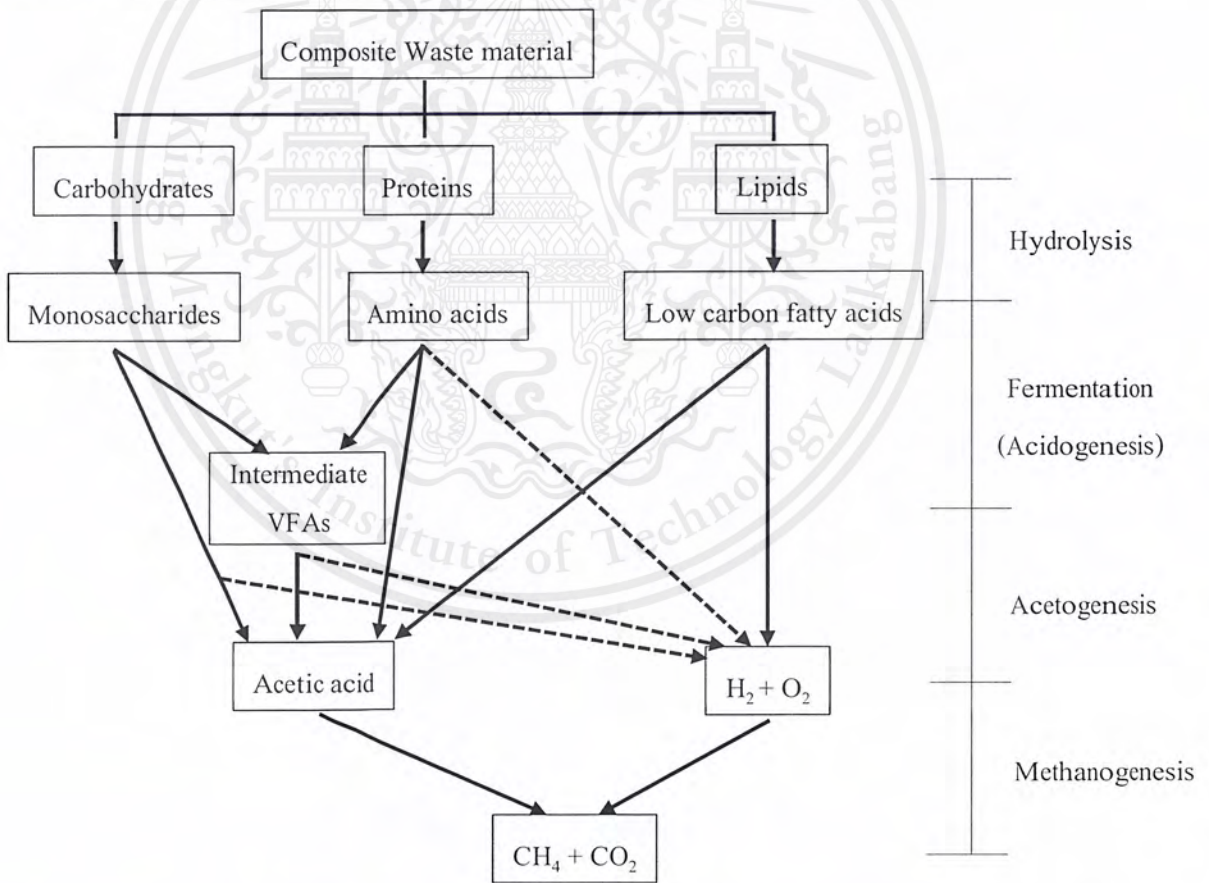 Composite Waste material
Carbohydrates
Proteins
Lipids
Hydrolysis
Monosaccharides
Amino acids
Low carbon fatty acids
Fermentation
(Acidogenesis)
Intermediate
VFAs
Acetogenesis
Acetic acid
H₂ + O₂
Methanogenesis
CH₄ + CO₂
King Mongkut's Institute of Technology Ladkrabang